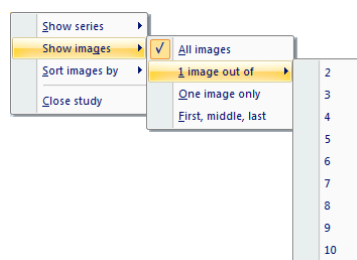 Show series
Show images
Sort images by
Close study
All images
1 image out of
One image only
First, middle, last
2
3
4
5
6
7
8
9
10